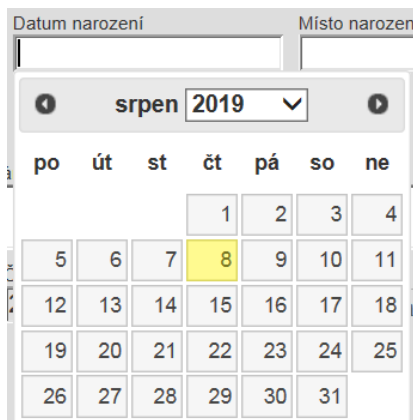 Datum narození Místo narozen
srpen 2019
po út st čt pá so ne
1 2 3 4
5 6 7 8 9 10 11
12 13 14 15 16 17 18
19 20 21 22 23 24 25
26 27 28 29 30 31